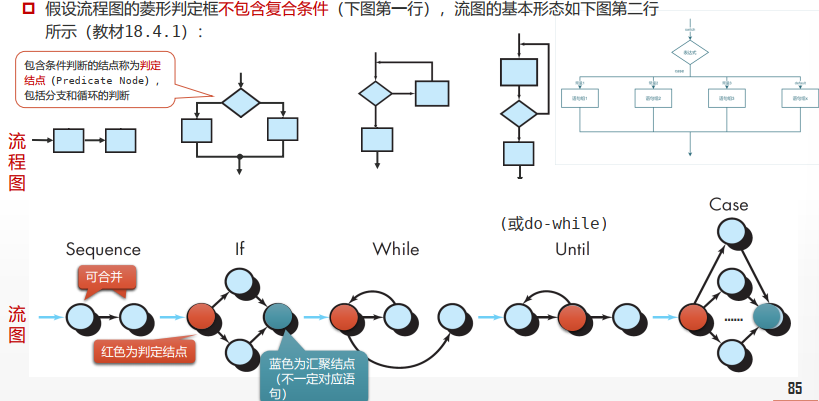 假设流程图的菱形判定框不包含复合条件（下图第一行），流图的基本形态如下图第二行
所示（教材18.4.1）：
包含条件判断的结点称为判定
结点（Predicate Node），
包括分支和循环的判断
表达式
语句组1
语句组2
语句组3
语句组4
流
程
图
(或do-while)
Case
Sequence
If
While
Until
可合并
流
图
......
红色为判定结点
蓝色为汇聚结点
（不一定对应语
句）
85